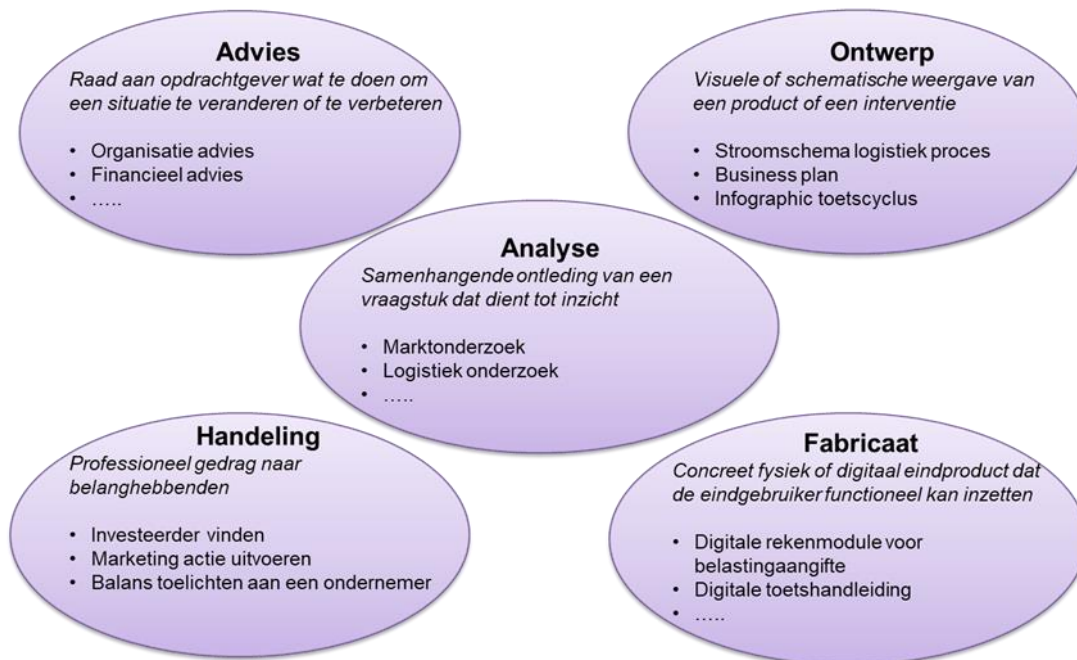 Advies
Raad aan opdrachtgever wat te doen om
een situatie te veranderen of te verbeteren
• Organisatie advies
• Financieel advies
• …..
Ontwerp
Visuele of schematische weergave van
een product of een interventie
• Stroomschema logistiek proces
• Business plan
• Infographic toetscyclus
Analyse
Samenhangende ontleding van een
vraagstuk dat dient tot inzicht
• Marktonderzoek
• Logistiek onderzoek
• …..
Handeling
Professioneel gedrag naar
belanghebbenden
• Investeerder vinden
• Marketing actie uitvoeren
• Balans toelichten aan een ondernemer
Fabricaat
Concreet fysiek of digitaal eindproduct dat
de eindgebruiker functioneel kan inzetten
• Digitale rekenmodule voor
belastingaangifte
• Digitale toetshandleiding
• …..